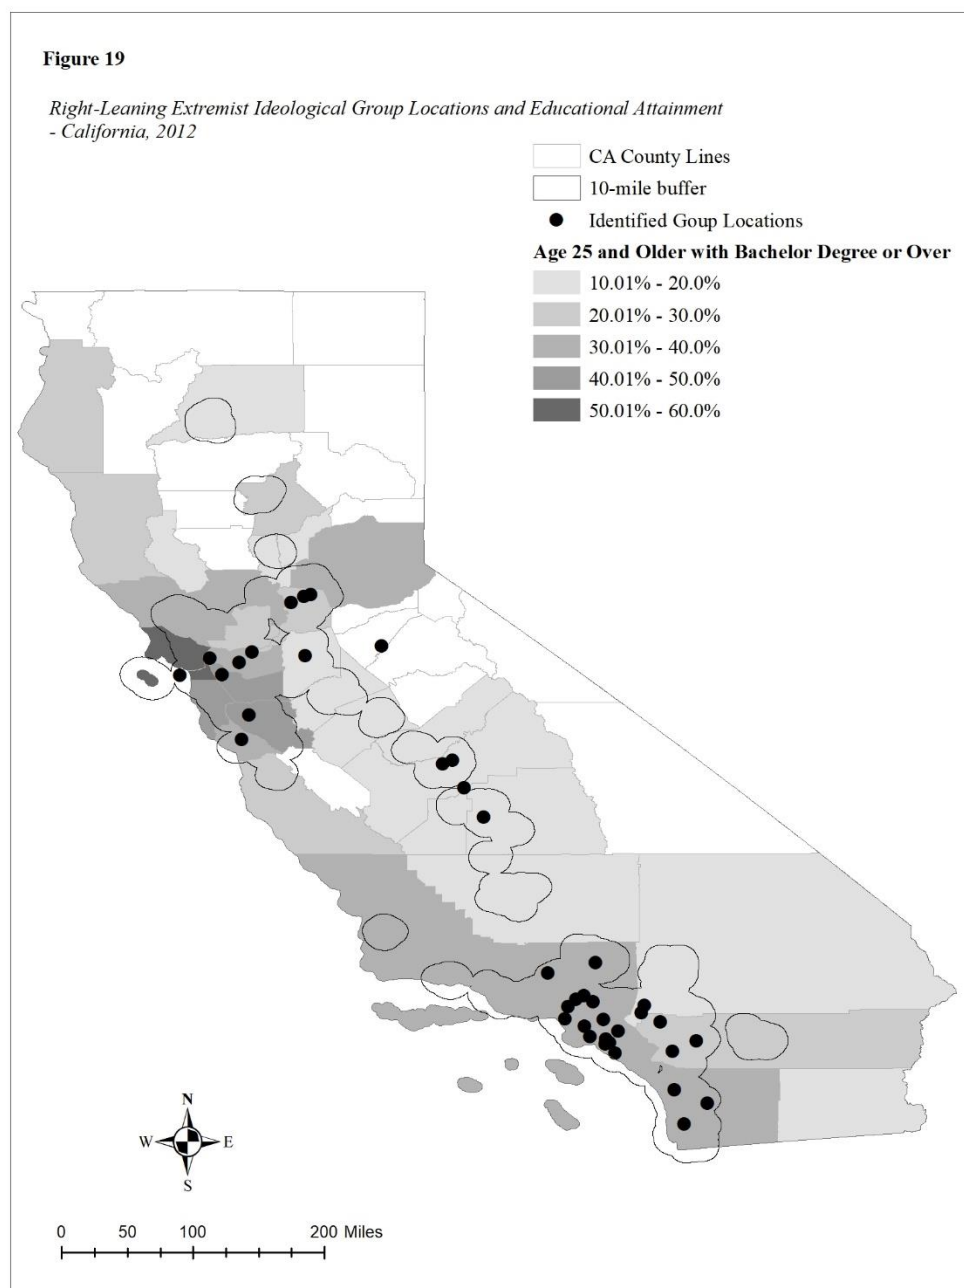 Figure 19
Right-Leaning Extremist Ideological Group Locations and Educational Attainment
- California, 2012
CA County Lines
10-mile buffer
Identified Goup Locations
Age 25 and Older with Bachelor Degree or Over
10.01% - 20.0%
20.01% - 30.0%
30.01% - 40.0%
40.01% - 50.0%
50.01% - 60.0%
N
W E
S
0 50 100 200 Miles